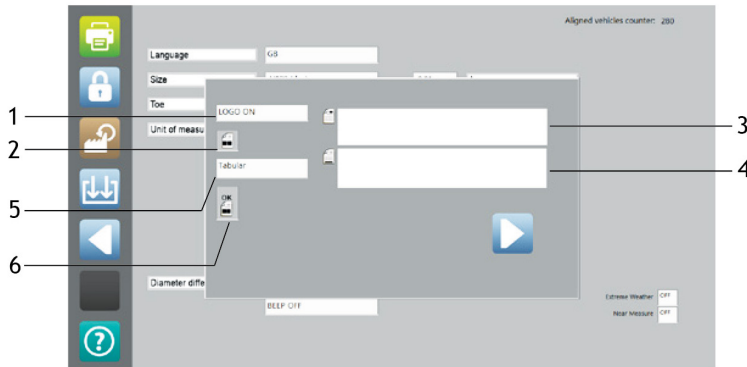 Aligned vehicles counter: 280
Language
GB
Size
Toe
Unit of measu
LOGO ON
1
2
3
4
Tabular
5
OK
6
Diameter diffe
BEEP OFF
Extreme Weather OFF
Near Measure OFF
?